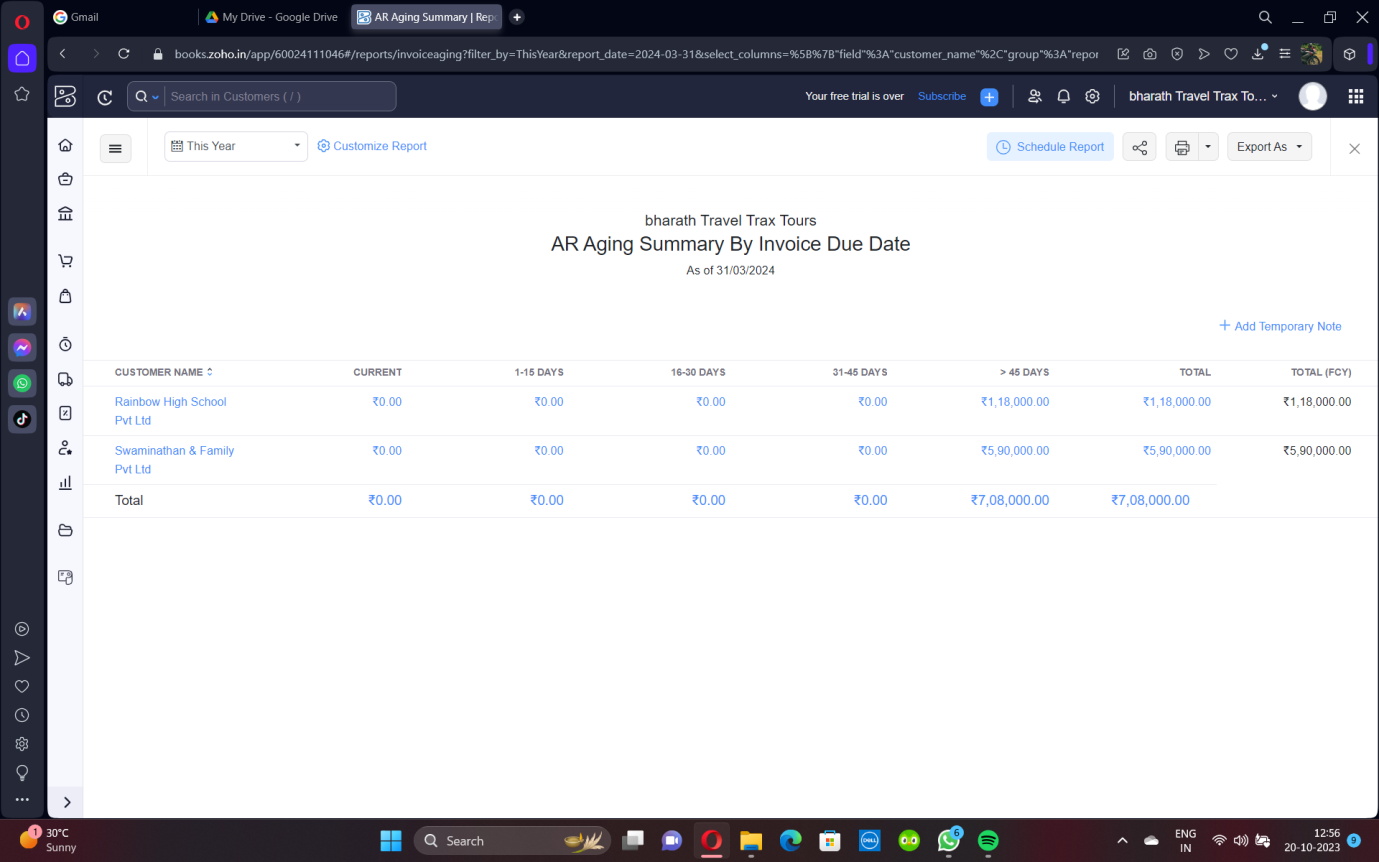 Gmail
My Drive - Google Drive
AR Aging Summary | Repo
books.zoho.in/app/60024111046#/reports/invoiceaging?filter_by=ThisYear&report_date=2024-03-31&select_columns=%5B%7B"field"%3A"customer_name"%2C"group"%3A"repor
Search in Customers ( / )
Your free trial is over
Subscribe
bharath Travel Trax To...
This Year
Customize Report
Schedule Report
Export As
bharath Travel Trax Tours
AR Aging Summary By Invoice Due Date
As of 31/03/2024
Add Temporary Note
CUSTOMER NAME CURRENT 1-15 DAYS 16-30 DAYS 31-45 DAYS > 45 DAYS TOTAL TOTAL (FCY)
Rainbow High School ₹0.00 ₹0.00 ₹0.00 ₹0.00 ₹1,18,000.00 ₹1,18,000.00 ₹1,18,000.00
Pvt Ltd
Swaminathan & Family ₹0.00 ₹0.00 ₹0.00 ₹0.00 ₹5,90,000.00 ₹5,90,000.00 ₹5,90,000.00
Pvt Ltd
Total ₹0.00 ₹0.00 ₹0.00 ₹0.00 ₹7,08,000.00 ₹7,08,000.00
1
30°C
Sunny
Search
DELL
6
ENG
IN
12:56
20-10-2023
9